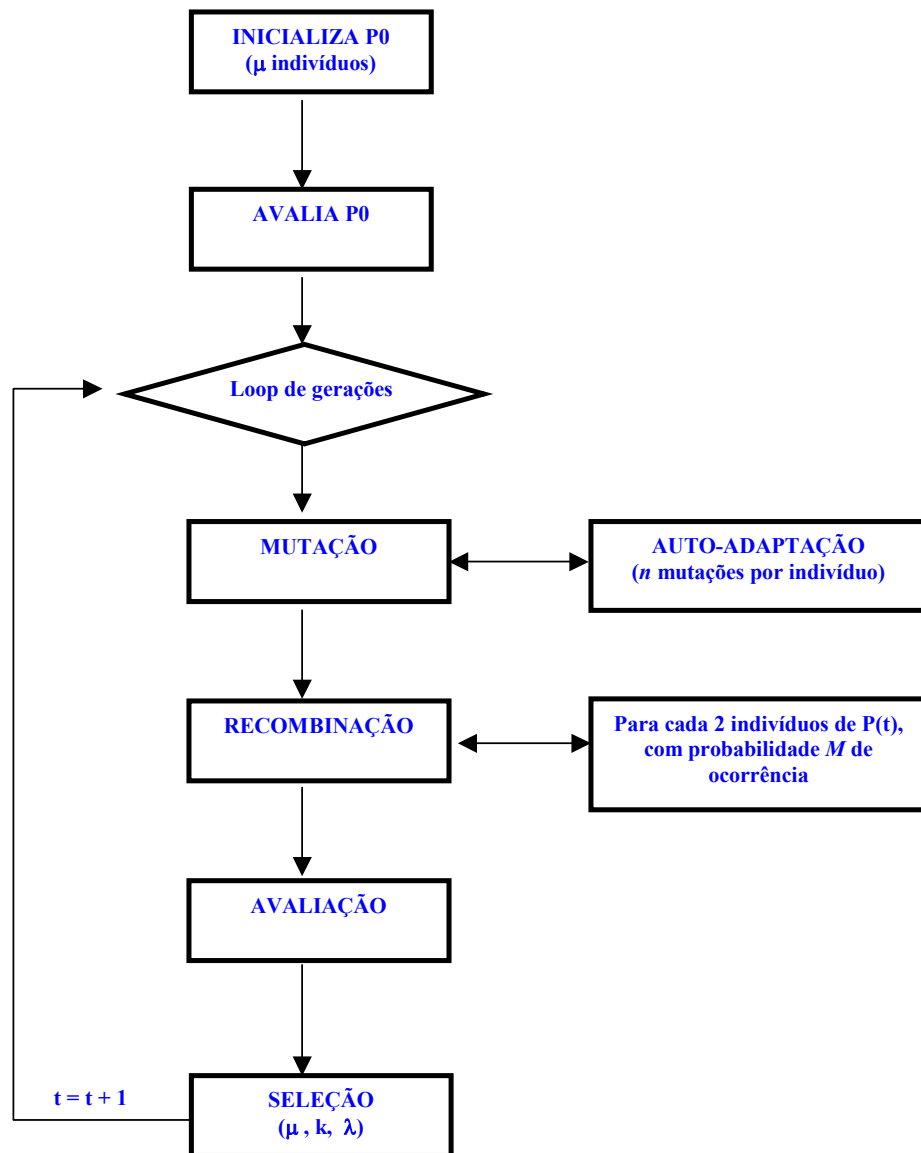 INICIALIZA P0
(μ indivíduos)
AVALIA P0
Loop de gerações
MUTAÇÃO
AUTO-ADAPTAÇÃO
(n mutações por indivíduo)
RECOMBINAÇÃO
Para cada 2 indivíduos de P(t),
com probabilidade M de
ocorrência
AVALIAÇÃO
t = t + 1
SELEÇÃO
(μ , k, λ)